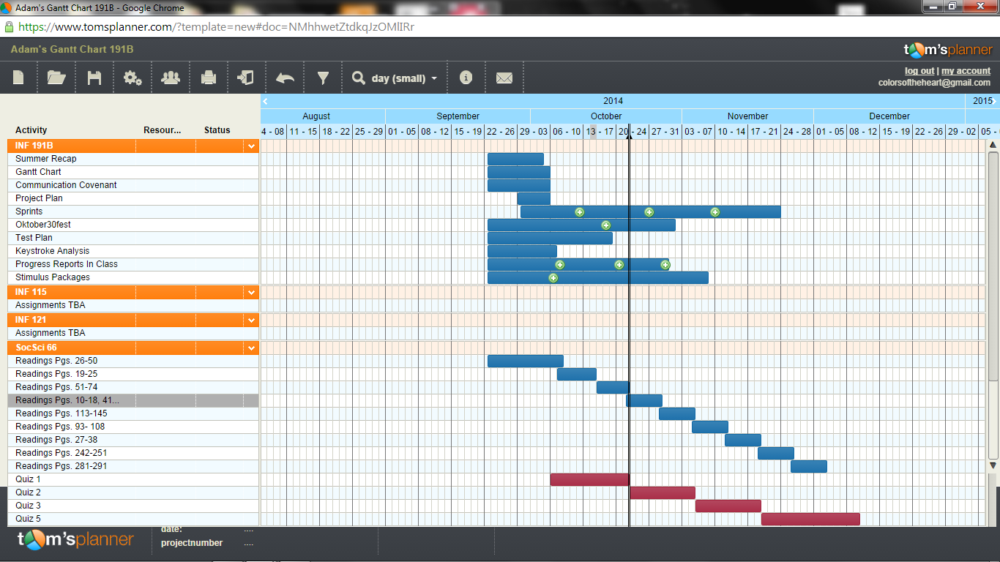 Adam's Gantt Chart 191B - Google Chrome
https://www.tomsplanner.com/?template=new#doc=NMhhwetZtdkqJzOMlIRr
Adam's Gantt Chart 191B
tom'splanner
log out | my account
day (small)
colorsoftheheart@gmail.com
2014 2015
August September October November December
Activity Resour... Status 4 - 08 11 - 15 18 - 22 25 - 29 01 - 05 08 - 12 15 - 19 22 - 26 29 - 03 06 - 10 13 - 17 20 - 24 27 - 31 03 - 07 10 - 14 17 - 21 24 - 28 01 - 05 08 - 12 15 - 19 22 - 26 29 - 02 05 -
INF 191B
Summer Recap
Gantt Chart
Communication Covenant
Project Plan
Sprints
Oktober30fest
Test Plan
Keystroke Analysis
Progress Reports In Class
Stimulus Packages
INF 115
Assignments TBA
INF 121
Assignments TBA
SocSci 66
Readings Pgs. 26-50
Readings Pgs. 19-25
Readings Pgs. 51-74
Readings Pgs. 10-18, 41...
Readings Pgs. 113-145
Readings Pgs. 93- 108
Readings Pgs. 27-38
Readings Pgs. 242-251
Readings Pgs. 281-291
Quiz 1
Quiz 2
Quiz 3
Quiz 5
date: ....
tom'splanner
projectnumber ....